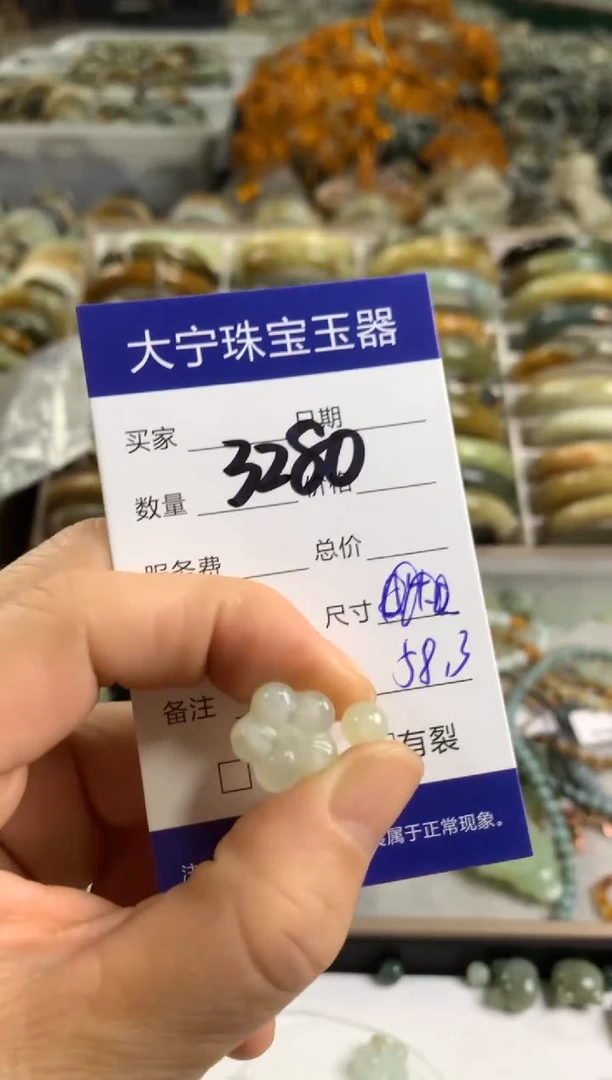 大宁珠宝玉器
买家 日期
3280
数量 价格
服务费 总价
尺寸
58.3
备注
有裂
属于正常现象。